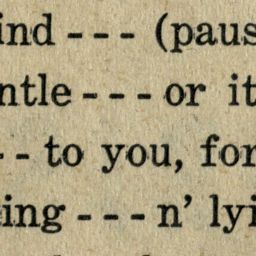 ind - - - (paus
ntle - - - or it
- - to you, for
ing - - - n’ lyi